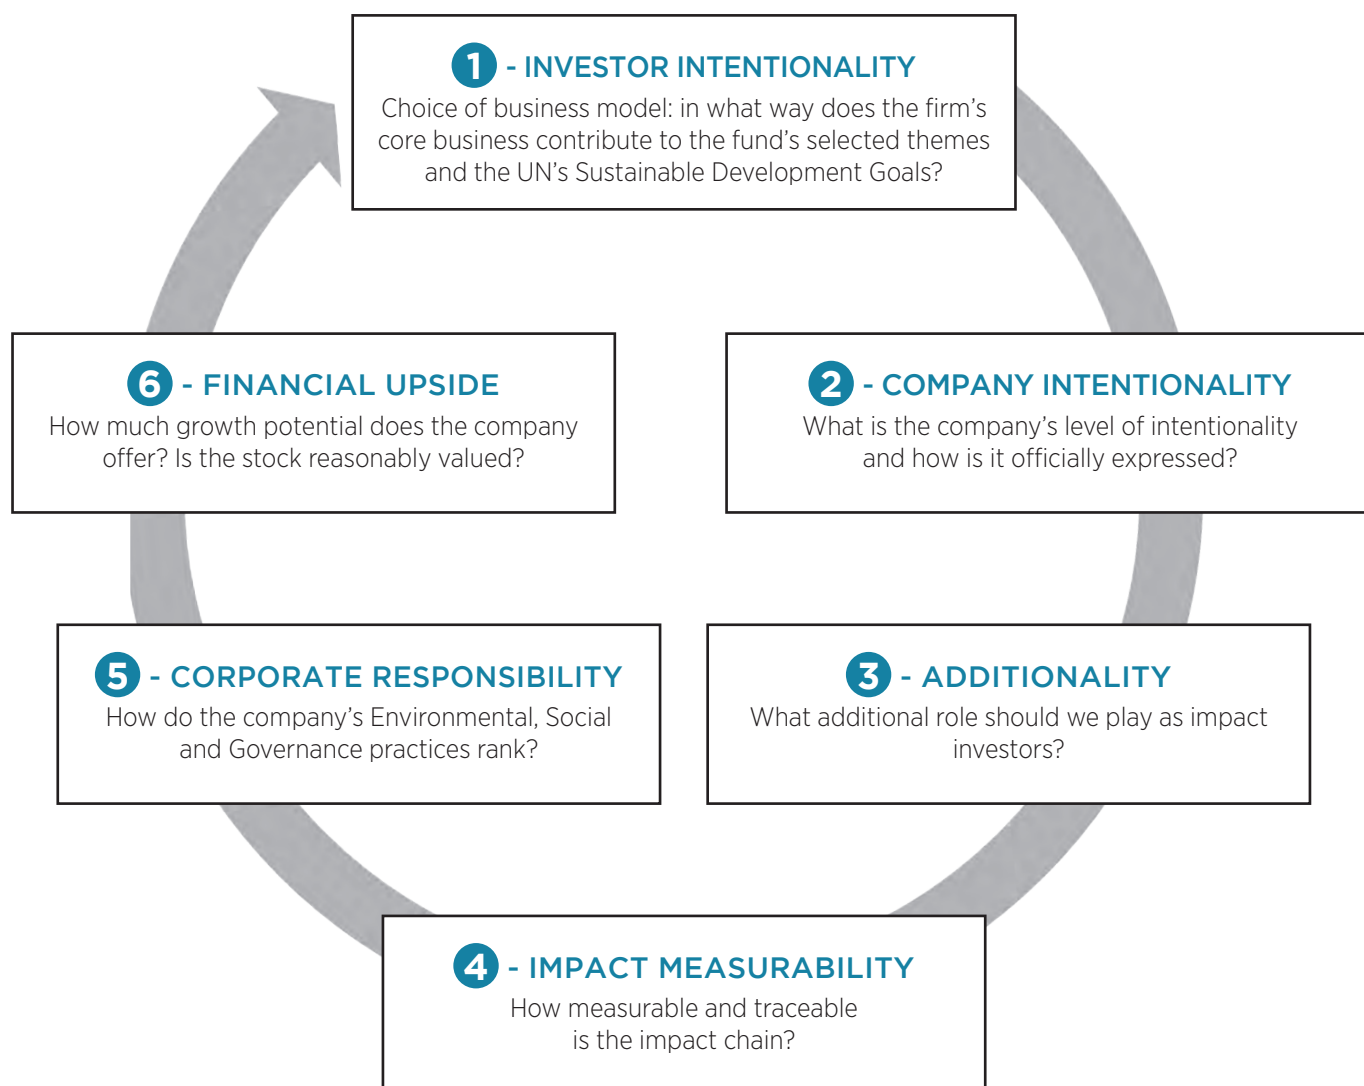 1 - INVESTOR INTENTIONALITY
Choice of business model: in what way does the firm’s
core business contribute to the fund’s selected themes
and the UN’s Sustainable Development Goals?
2 - COMPANY INTENTIONALITY
What is the company’s level of intentionality
and how is it officially expressed?
3 - ADDITIONALITY
What additional role should we play as impact
investors?
4 - IMPACT MEASURABILITY
How measurable and traceable
is the impact chain?
5 - CORPORATE RESPONSIBILITY
How do the company’s Environmental, Social
and Governance practices rank?
6 - FINANCIAL UPSIDE
How much growth potential does the company
offer? Is the stock reasonably valued?